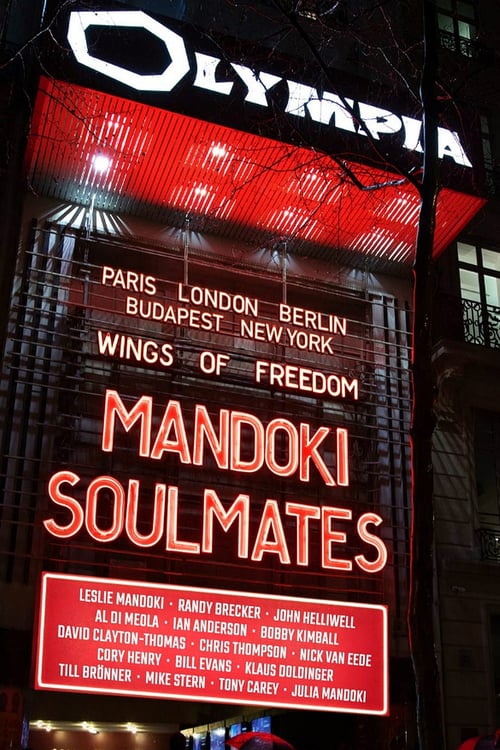 OLYMPIA
PARIS LONDON BERLIN
BUDAPEST NEW YORK
WINGS OF FREEDOM
MANDOKI
SOULMATES
LESLIE MANDOKI · RANDY BRECKER · JOHN HELLIWELL
AL DI MEOLA · IAN ANDERSON · BOBBY KIMBALL
DAVID CLAYTON-THOMAS · CHRIS THOMPSON · NICK VAN EEDE
CORY HENRY · BILL EVANS · KLAUS DOLDINGER
TILL BRÖNNER · MIKE STERN · TONY CAREY · JULIA MANDOKI